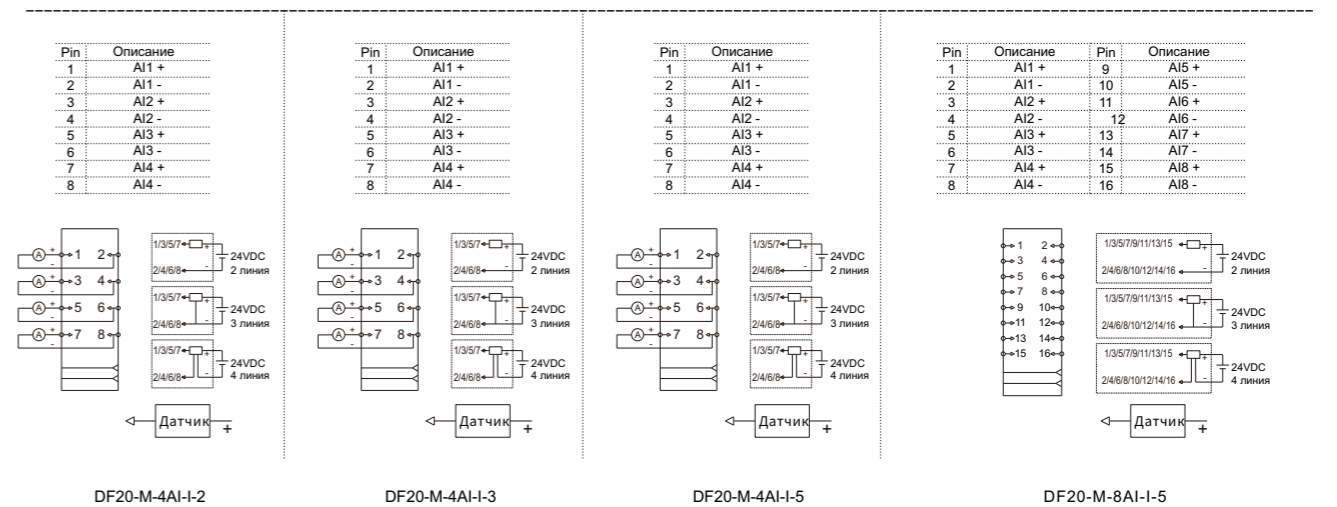 Pin Описание
1 AI1 +
2 AI1 -
3 AI2 +
4 AI2 -
5 AI3 +
6 AI3 -
7 AI4 +
8 AI4 -
A + - 1 2
A + - 3 4
A + - 5 6
A + - 7 8
1/3/5/7 +
2/4/6/8 -
24VDC
2 линия
1/3/5/7 +
2/4/6/8 -
24VDC
3 линия
1/3/5/7 +
2/4/6/8 -
24VDC
4 линия
Датчик +
DF20-M-4AI-I-2
Pin Описание
1 AI1 +
2 AI1 -
3 AI2 +
4 AI2 -
5 AI3 +
6 AI3 -
7 AI4 +
8 AI4 -
A + - 1 2
A + - 3 4
A + - 5 6
A + - 7 8
1/3/5/7 +
2/4/6/8 -
24VDC
2 линия
1/3/5/7 +
2/4/6/8 -
24VDC
3 линия
1/3/5/7 +
2/4/6/8 -
24VDC
4 линия
Датчик +
DF20-M-4AI-I-3
Pin Описание
1 AI1 +
2 AI1 -
3 AI2 +
4 AI2 -
5 AI3 +
6 AI3 -
7 AI4 +
8 AI4 -
A + - 1 2
A + - 3 4
A + - 5 6
A + - 7 8
1/3/5/7 +
2/4/6/8 -
24VDC
2 линия
1/3/5/7 +
2/4/6/8 -
24VDC
3 линия
1/3/5/7 +
2/4/6/8 -
24VDC
4 линия
Датчик +
DF20-M-4AI-I-5
Pin Описание Pin Описание
1 AI1 + 9 AI5 +
2 AI1 - 10 AI5 -
3 AI2 + 11 AI6 +
4 AI2 - 12 AI6 -
5 AI3 + 13 AI7 +
6 AI3 - 14 AI7 -
7 AI4 + 15 AI8 +
8 AI4 - 16 AI8 -
1 2
3 4
5 6
7 8
9 10
11 12
13 14
15 16
1/3/5/7/9/11/13/15 +
2/4/6/8/10/12/14/16 -
24VDC
2 линия
1/3/5/7/9/11/13/15 +
2/4/6/8/10/12/14/16 -
24VDC
3 линия
1/3/5/7/9/11/13/15 +
2/4/6/8/10/12/14/16 -
24VDC
4 линия
Датчик +
DF20-M-8AI-I-5